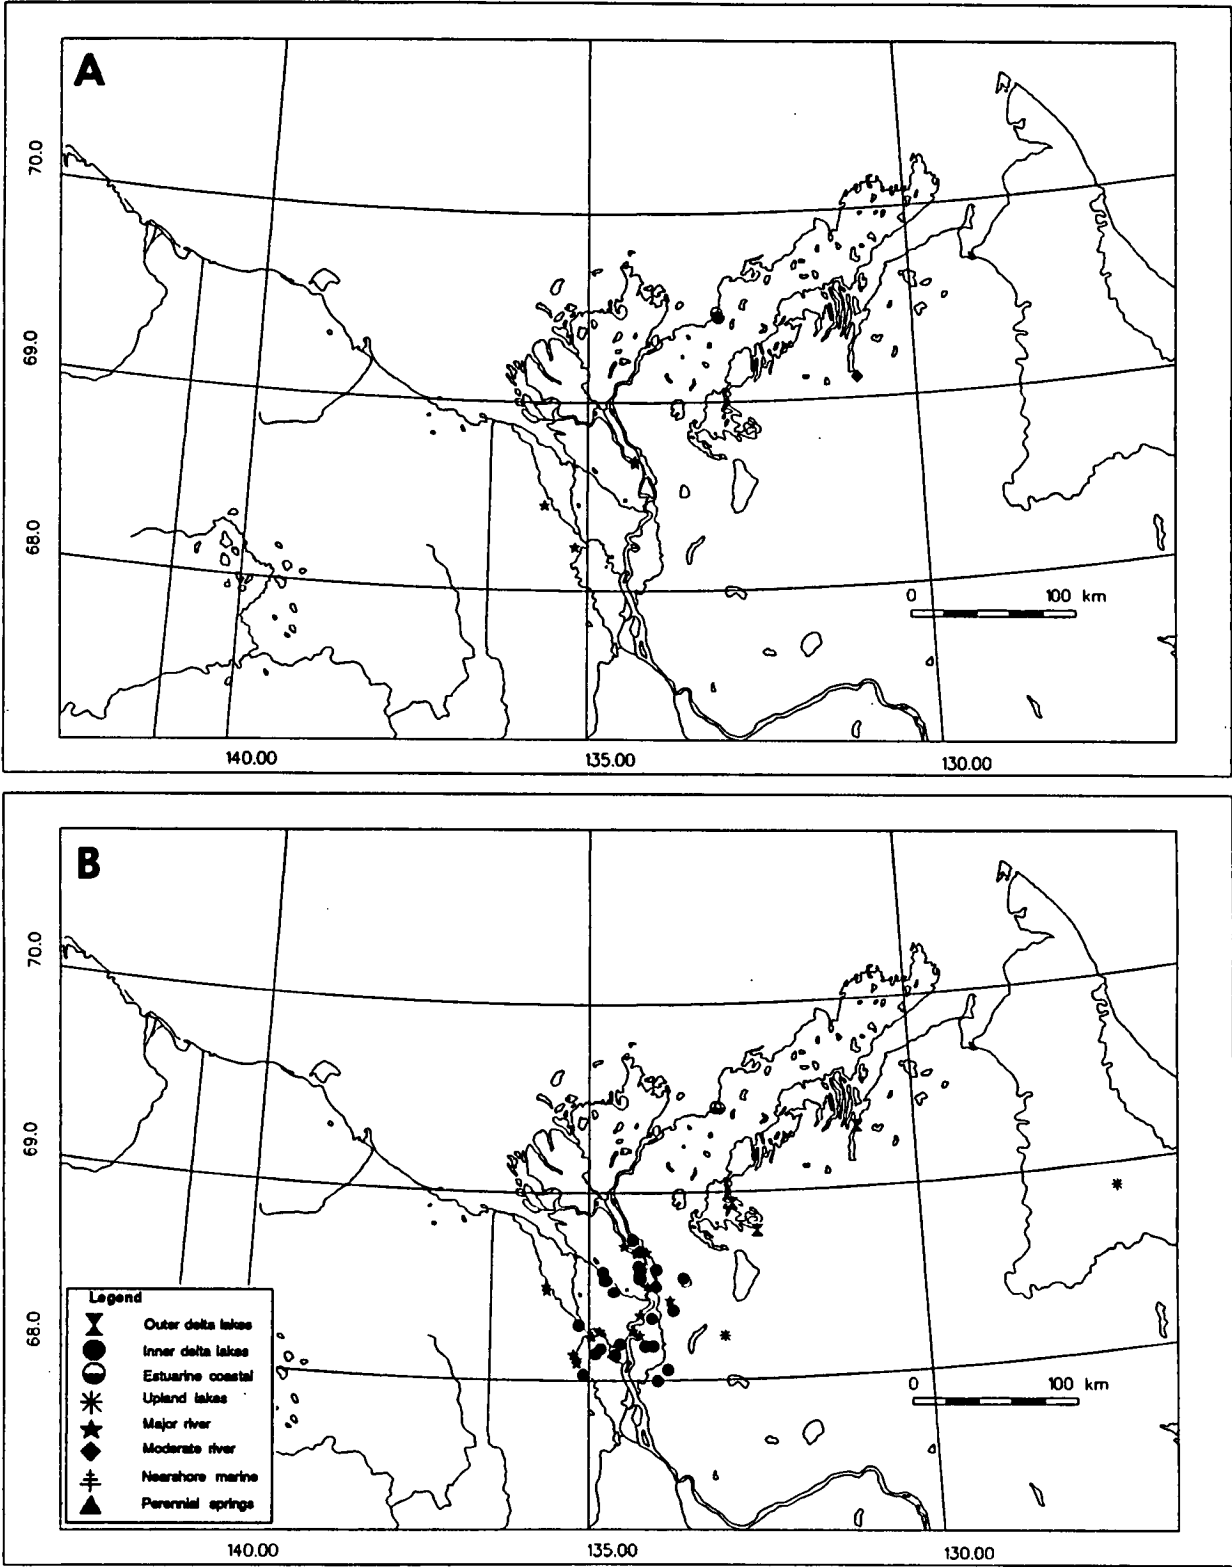 A
70.0
69.0
68.0
0 100 km
140.00 135.00 130.00
B
70.0
69.0
68.0
Legend
Outer delta lakes
Inner delta lakes
Estuarine coastal
Upland lakes
Major river
Moderate river
Nearshore marine
Perennial springs
0 100 km
140.00 135.00 130.00